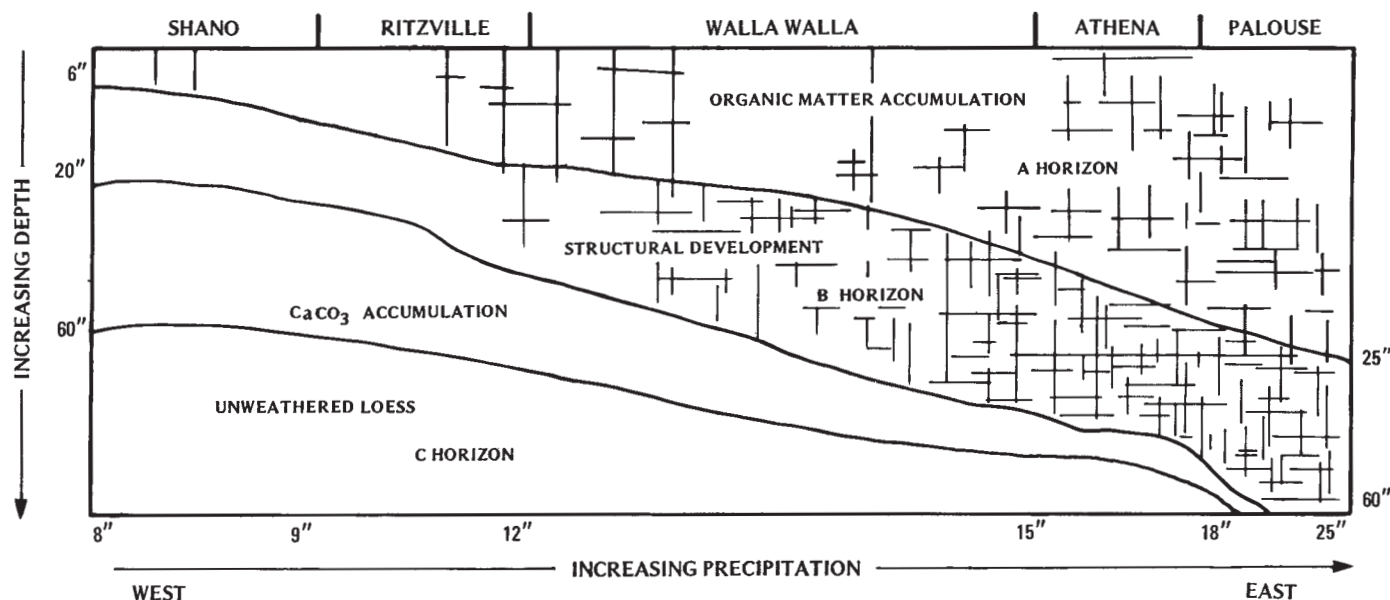 SHANO RITZVILLE WALLA WALLA ATHENA PALOUSE
6"
ORGANIC MATTER ACCUMULATION
20"
A HORIZON
STRUCTURAL DEVELOPMENT
B HORIZON
CaCO3 ACCUMULATION
60"
25"
UNWEATHERED LOESS
C HORIZON
60"
INCREASING DEPTH
8" 9" 12" 15" 18" 25"
INCREASING PRECIPITATION
WEST EAST